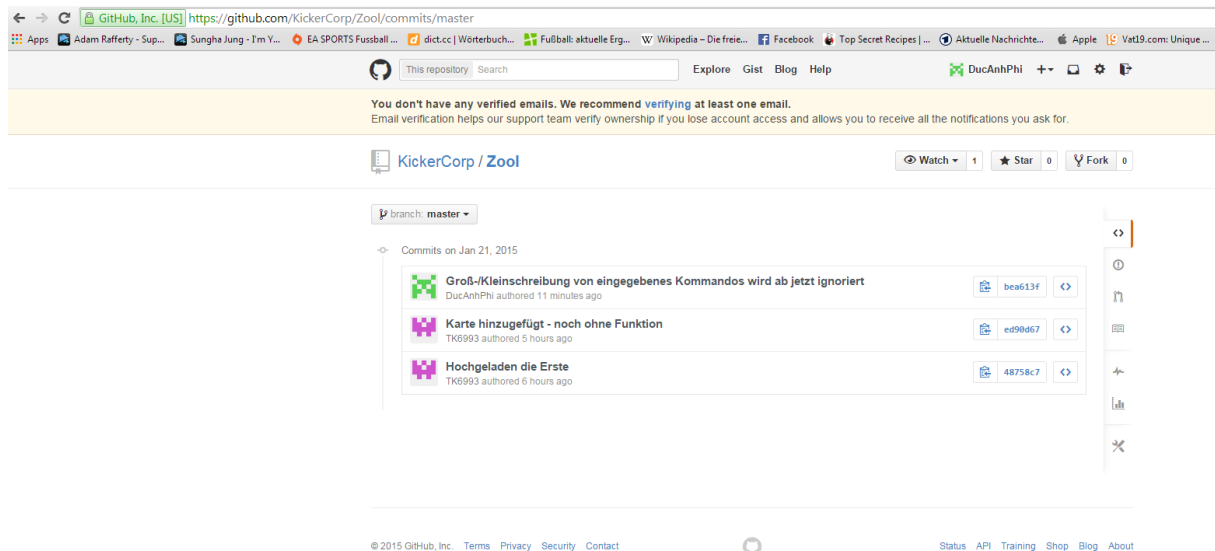 GitHub, Inc. [US] https://github.com/KickerCorp/Zool/commits/master
Apps Adam Rafferty - Sup... Sungha Jung - I'm Y... EA SPORTS Fussball ... dict.cc | Wörterbuch... Fußball: aktuelle Erg... Wikipedia – Die freie... Facebook Top Secret Recipes | ... Aktuelle Nachrichte... Apple Vat19.com: Unique ...
This repository Search Explore Gist Blog Help DucAnhPhi
You don't have any verified emails. We recommend verifying at least one email.
Email verification helps our support team verify ownership if you lose account access and allows you to receive all the notifications you ask for.
KickerCorp / Zool Watch 1 Star 0 Fork 0
branch: master
Commits on Jan 21, 2015
Groß-/Kleinschreibung von eingegebenes Kommandos wird ab jetzt ignoriert bea613f
DucAnhPhi authored 11 minutes ago
Karte hinzugefügt - noch ohne Funktion ed90d67
TK6993 authored 5 hours ago
Hochgeladen die Erste 48758c7
TK6993 authored 6 hours ago
© 2015 GitHub, Inc. Terms Privacy Security Contact Status API Training Shop Blog About